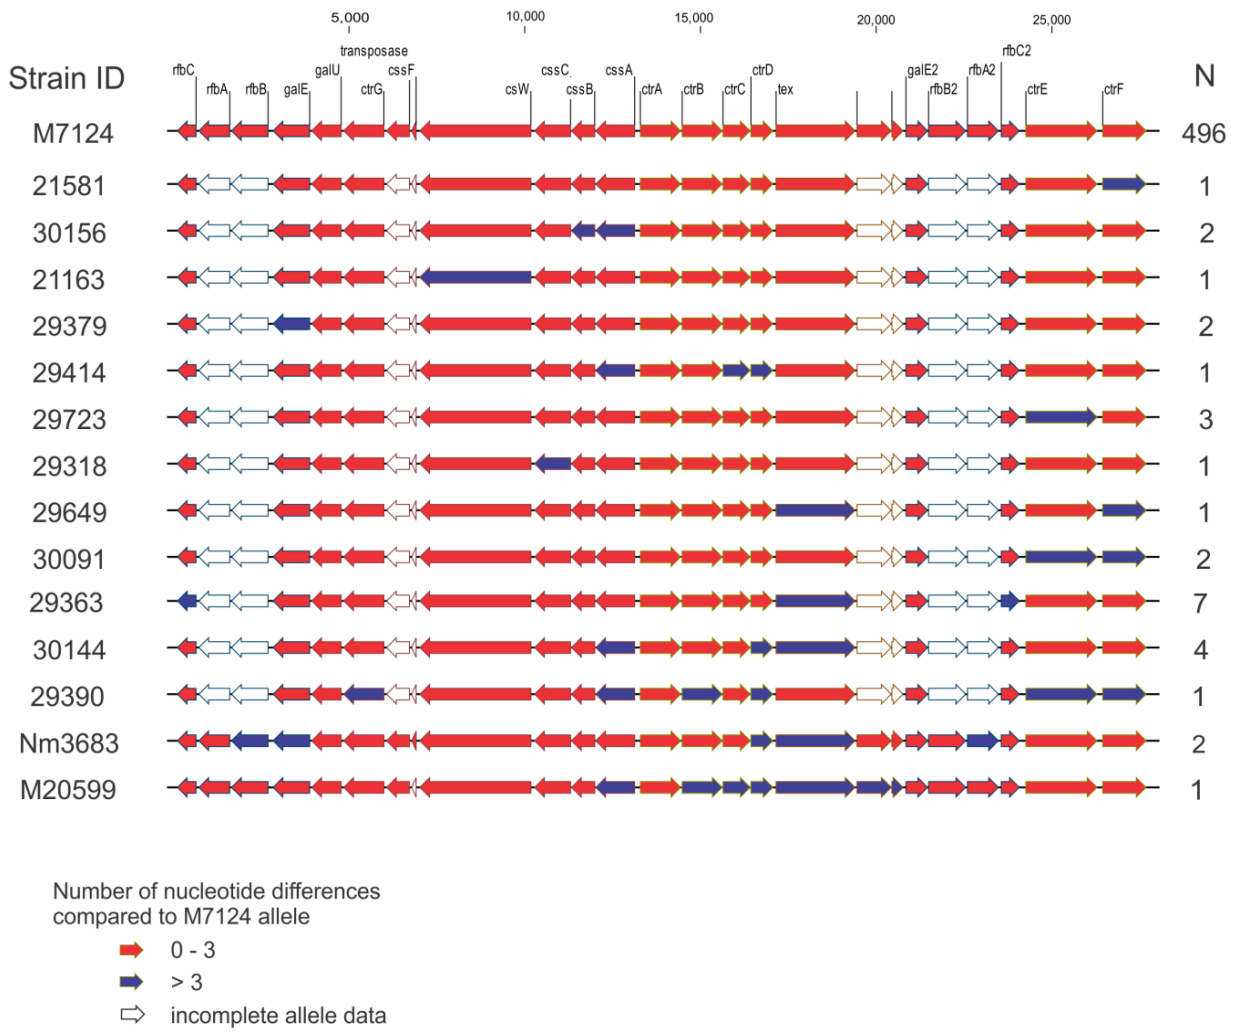 5,000 10,000 15,000 20,000 25,000
transposase rfbC2
rfbC galU cssF cssC cssA ctrD galE2 rfbA2
Strain ID N
rfbA rfbB galE ctrG csW cssB ctrA ctrB ctrC tex rfbB2 ctrE ctrF
M7124 496
21581 1
30156 2
21163 1
29379 2
29414 1
29723 3
29318 1
29649 1
30091 2
29363 7
30144 4
29390 1
Nm3683 2
M20599 1
Number of nucleotide differences
compared to M7124 allele
0 - 3
> 3
incomplete allele data